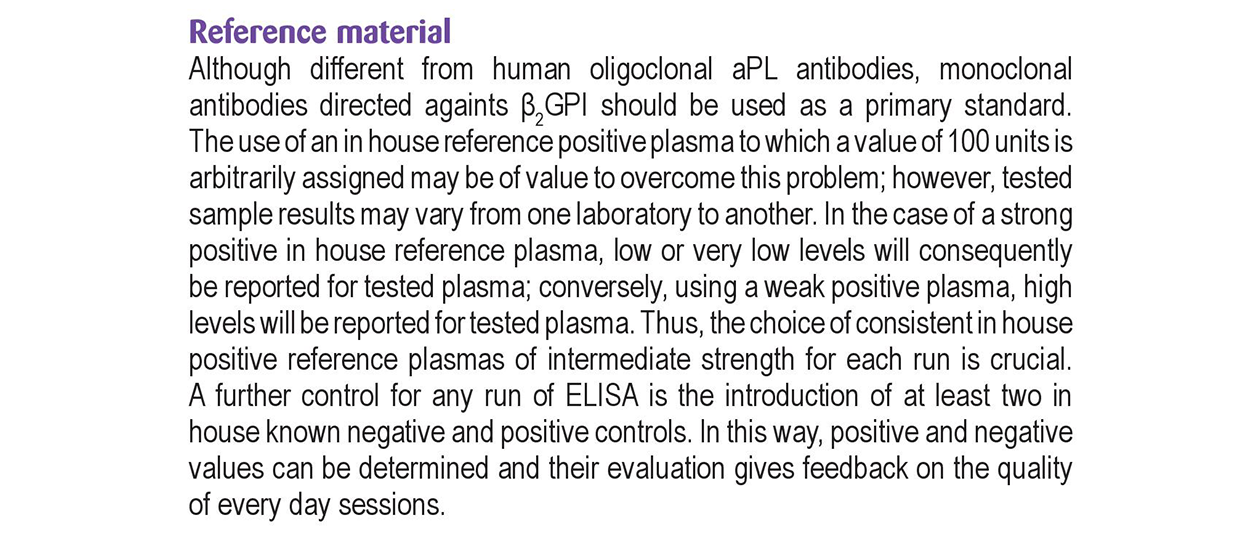 Reference material
Although different from human oligoclonal aPL antibodies, monoclonal
antibodies directed againts β₂GPI should be used as a primary standard.
The use of an in house reference positive plasma to which a value of 100 units is
arbitrarily assigned may be of value to overcome this problem; however, tested
sample results may vary from one laboratory to another. In the case of a strong
positive in house reference plasma, low or very low levels will consequently
be reported for tested plasma; conversely, using a weak positive plasma, high
levels will be reported for tested plasma. Thus, the choice of consistent in house
positive reference plasmas of intermediate strength for each run is crucial.
A further control for any run of ELISA is the introduction of at least two in
house known negative and positive controls. In this way, positive and negative
values can be determined and their evaluation gives feedback on the quality
of every day sessions.